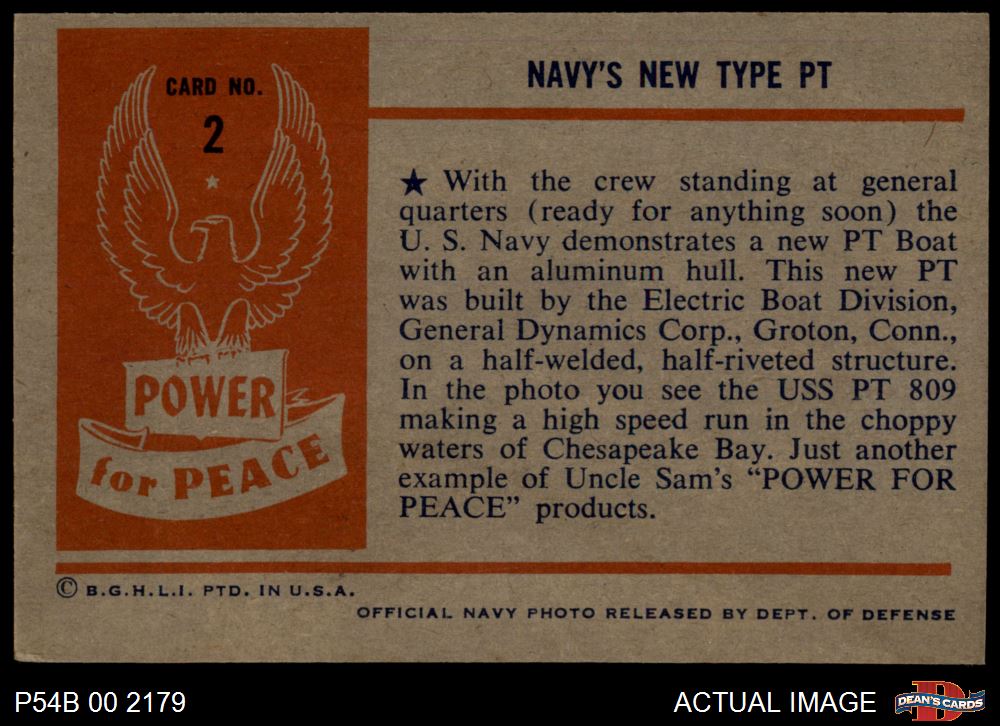 CARD NO.
2
POWER
for PEACE
NAVY'S NEW TYPE PT
★ With the crew standing at general
quarters (ready for anything soon) the
U. S. Navy demonstrates a new PT Boat
with an aluminum hull. This new PT
was built by the Electric Boat Division,
General Dynamics Corp., Groton, Conn.,
on a half-welded, half-riveted structure.
In the photo you see the USS PT 809
making a high speed run in the choppy
waters of Chesapeake Bay. Just another
example of Uncle Sam's “POWER FOR
PEACE” products.
© B.G.H.L.I. PTD. IN U.S.A.
OFFICIAL NAVY PHOTO RELEASED BY DEPT. OF DEFENSE
P54B 00 2179
ACTUAL IMAGE
D
DEAN'S CARDS